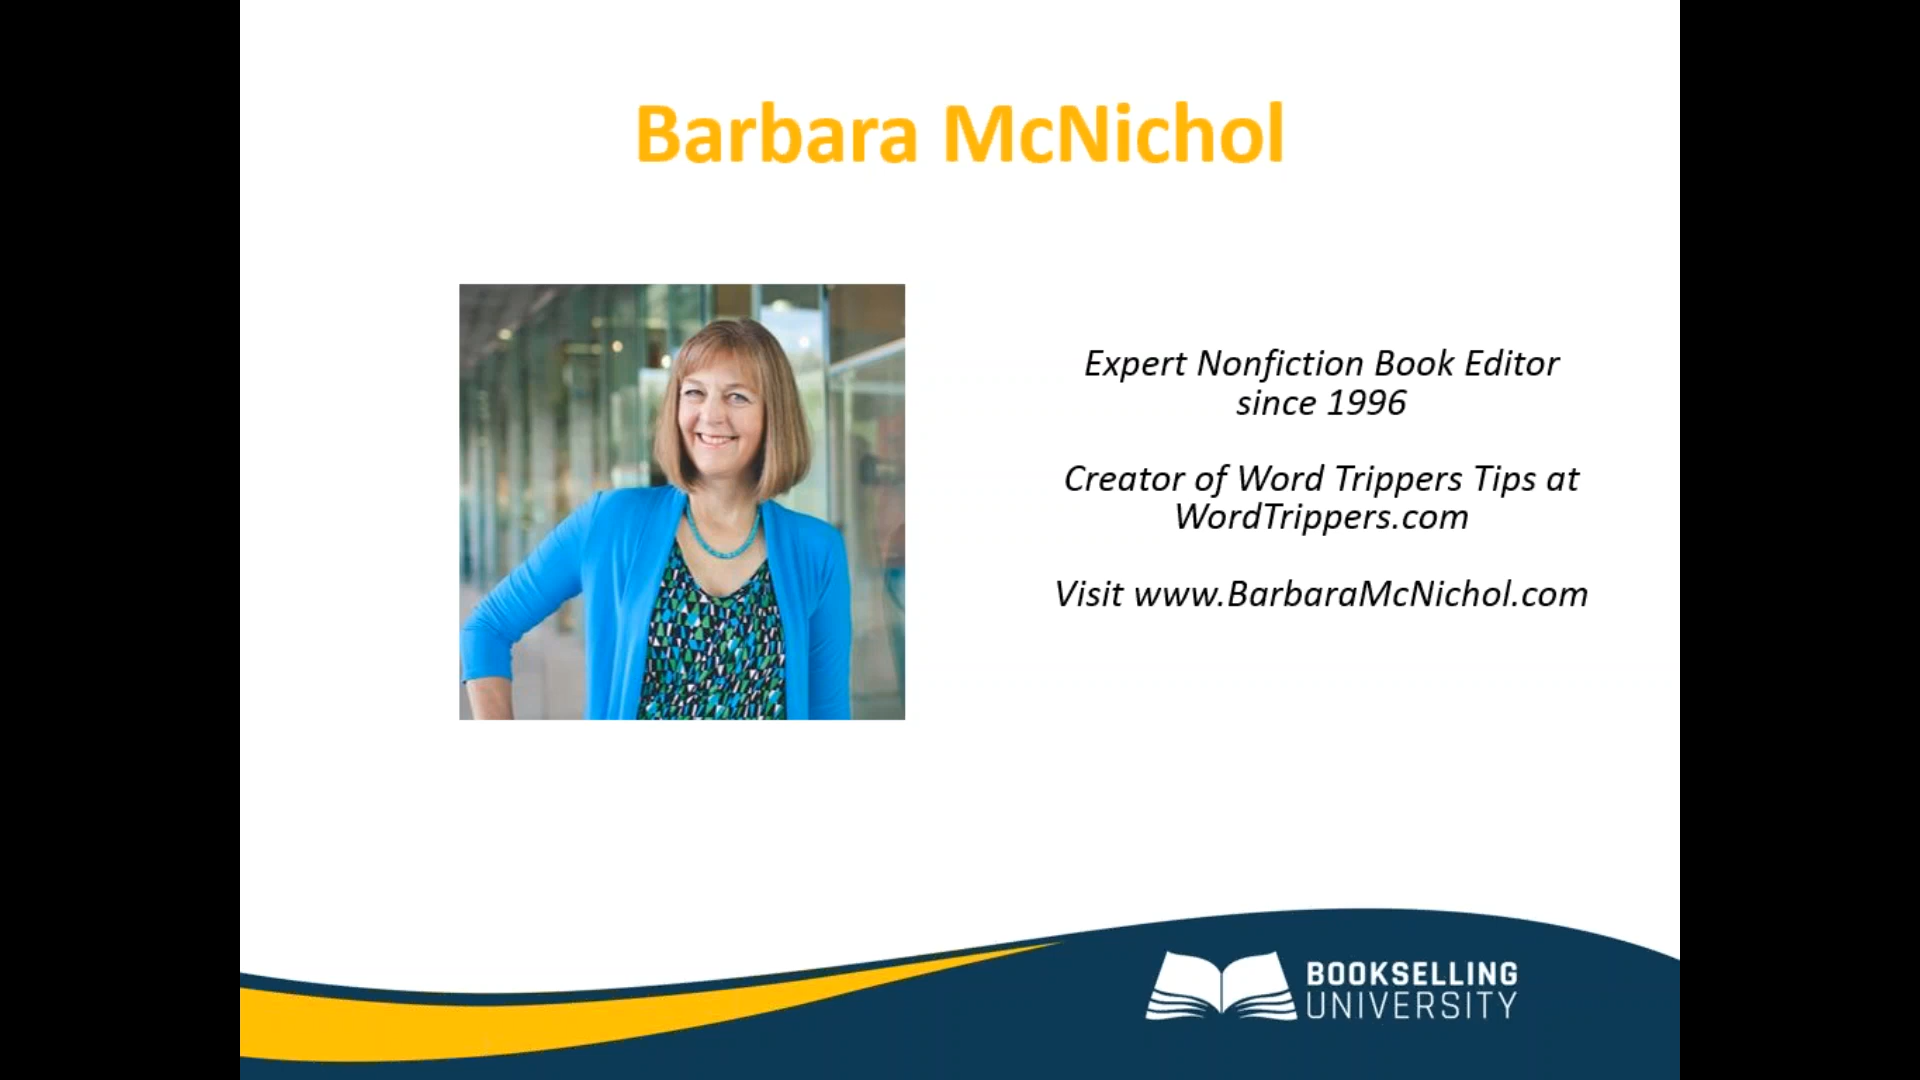 Barbara McNichol
Expert Nonfiction Book Editor
since 1996
Creator of Word Trippers Tips at
WordTrippers.com
Visit www.BarbaraMcNichol.com
BOOKSELLING
UNIVERSITY